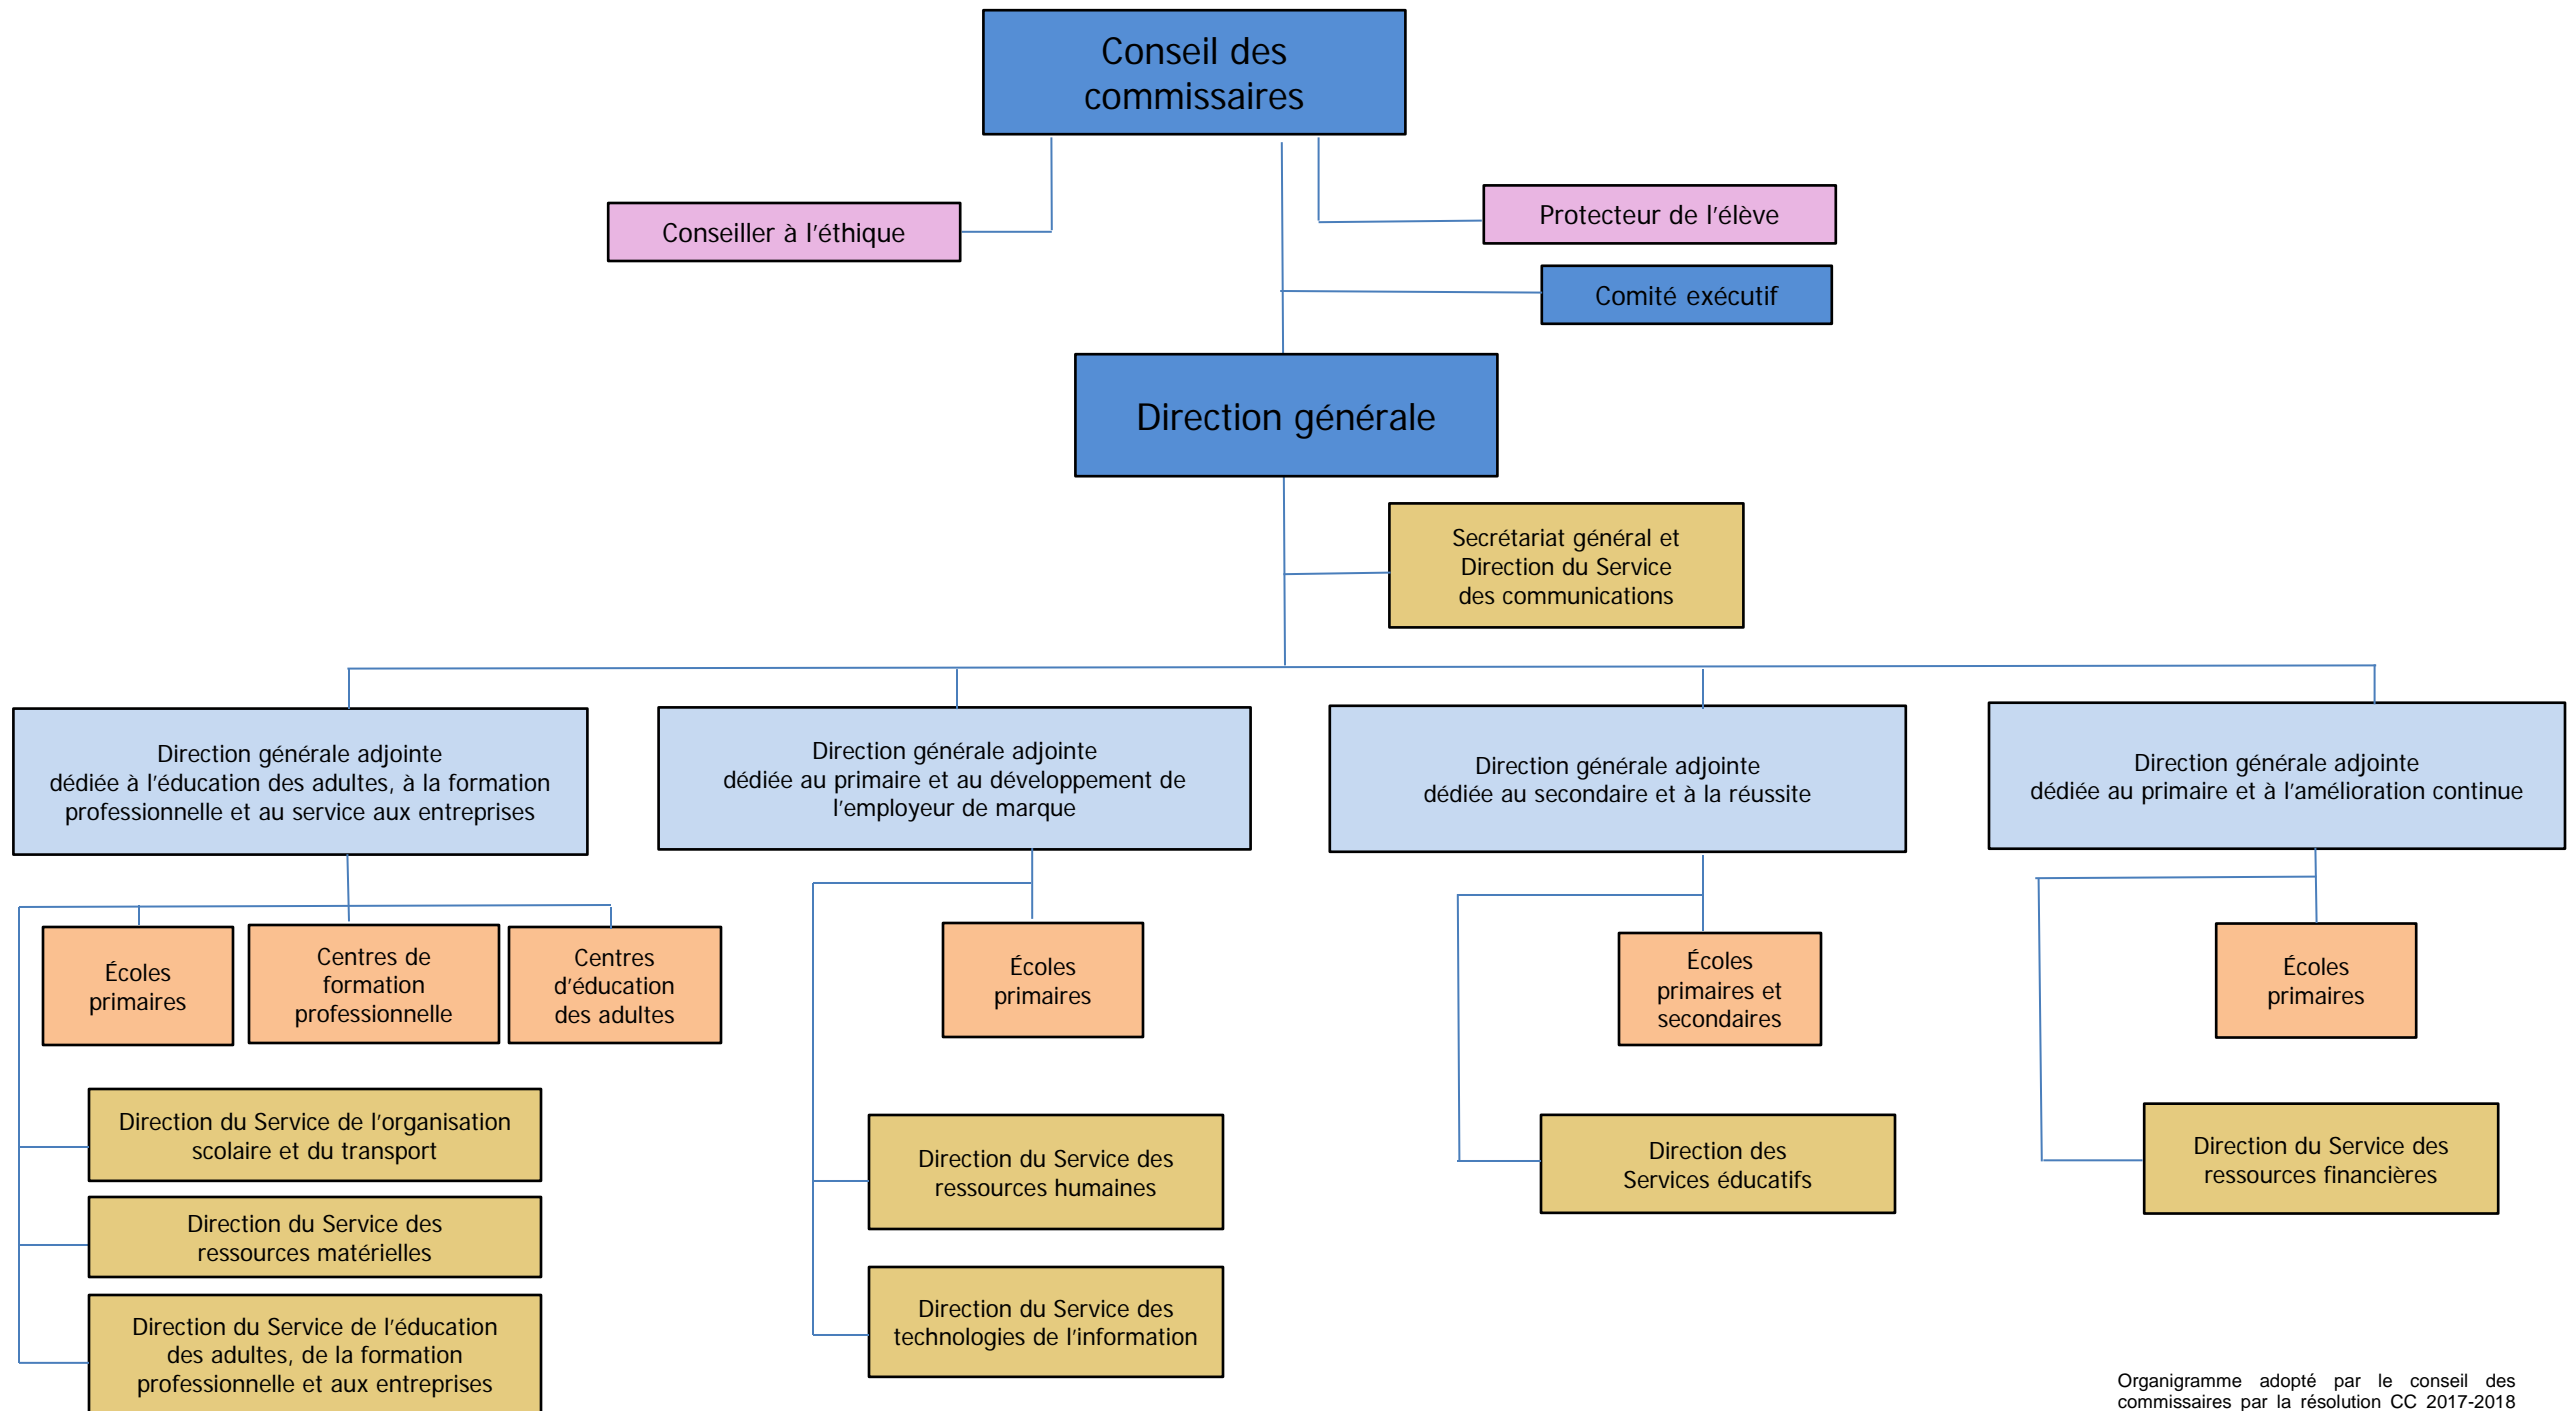 Conseil des
commissaires
Conseiller à l'éthique
Protecteur de l'élève
Comité exécutif
Direction générale
Secrétariat général et
Direction du Service
des communications
Direction générale adjointe
dédiée à l'éducation des adultes, à la formation
professionnelle et au service aux entreprises
Direction générale adjointe
dédiée au primaire et au développement de
l'employeur de marque
Direction générale adjointe
dédiée au secondaire et à la réussite
Direction générale adjointe
dédiée au primaire et à l'amélioration continue
Écoles
primaires
Centres de
formation
professionnelle
Centres
d'éducation
des adultes
Écoles
primaires
Écoles
primaires et
secondaires
Écoles
primaires
Direction du Service de l'organisation
scolaire et du transport
Direction du Service des
ressources matérielles
Direction du Service de l'éducation
des adultes, de la formation
professionnelle et aux entreprises
Direction du Service des
ressources humaines
Direction du Service des
technologies de l'information
Direction des
Services éducatifs
Direction du Service des
ressources financières
Organigramme adopté par le conseil des
commissaires par la résolution CC 2017-2018